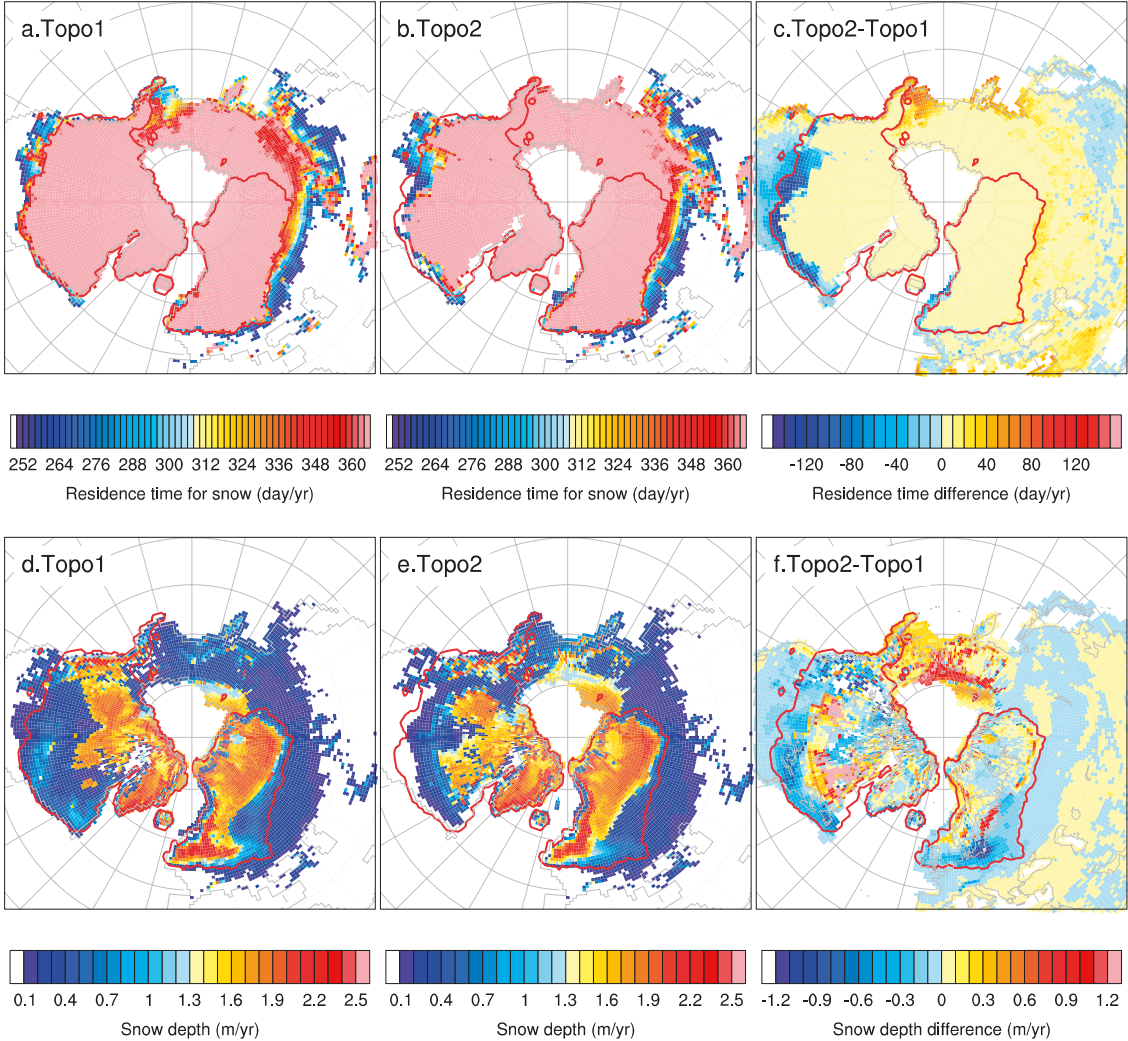 a.Topo1 b.Topo2 c.Topo2-Topo1
252 264 276 288 300 312 324 336 348 360 252 264 276 288 300 312 324 336 348 360 -120 -80 -40 0 40 80 120
Residence time for snow (day/yr) Residence time for snow (day/yr) Residence time difference (day/yr)
d.Topo1 e.Topo2 f.Topo2-Topo1
0.1 0.4 0.7 1 1.3 1.6 1.9 2.2 2.5 0.1 0.4 0.7 1 1.3 1.6 1.9 2.2 2.5 -1.2 -0.9 -0.6 -0.3 0 0.3 0.6 0.9 1.2
Snow depth (m/yr) Snow depth (m/yr) Snow depth difference (m/yr)